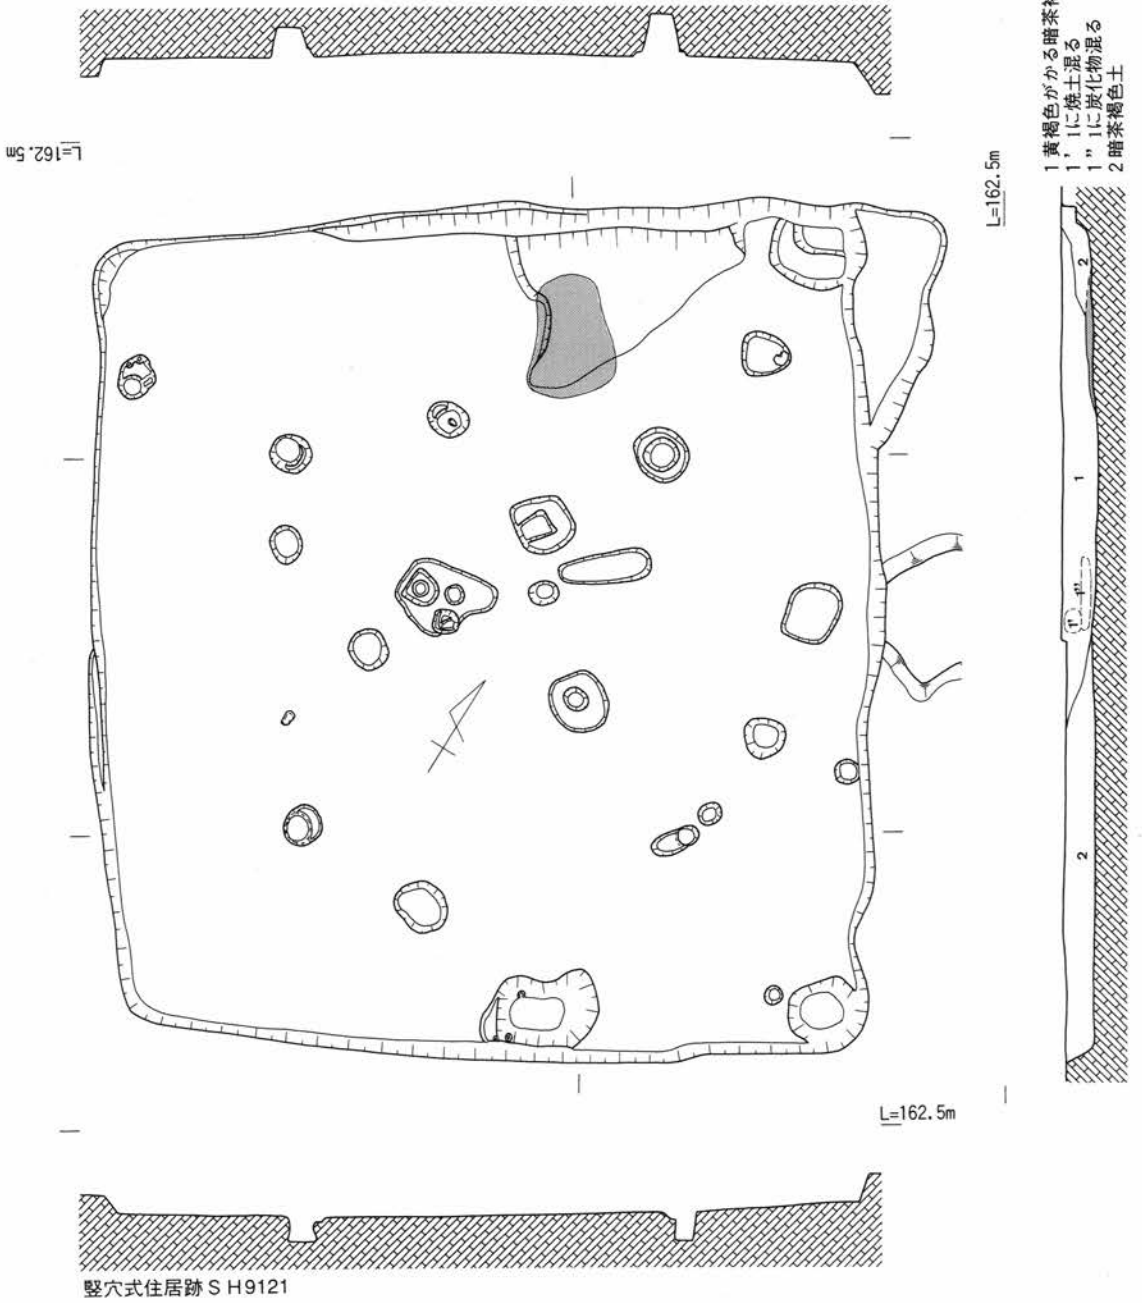 1 黄褐色がかる暗茶褐
1' 1に焼土混る
1" 1に炭化物混る
2 暗茶褐色土
L=162.5m
L=162.5m
2
1
1'
1"
2
L=162.5m
竪穴式住居跡ＳＨ9121